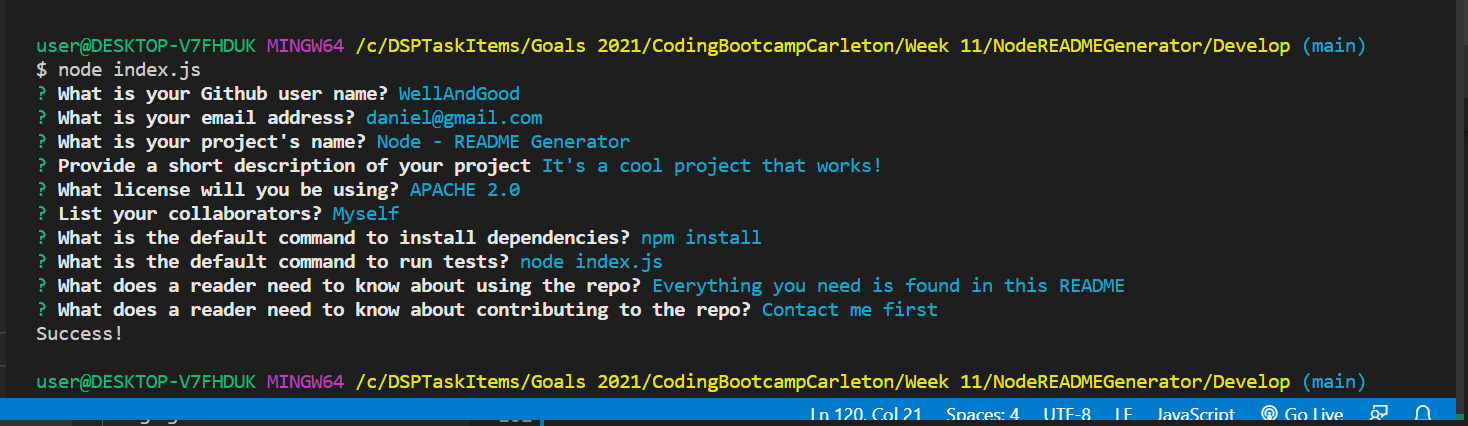 user@DESKTOP-V7FHDUK MINGW64 /c/DSPTaskItems/Goals 2021/CodingBootcampCarleton/Week 11/NodeREADMEGenerator/Develop (main)
$ node index.js
? What is your Github user name? WellAndGood
? What is your email address? daniel@gmail.com
? What is your project's name? Node - README Generator
? Provide a short description of your project It's a cool project that works!
? What license will you be using? APACHE 2.0
? List your collaborators? Myself
? What is the default command to install dependencies? npm install
? What is the default command to run tests? node index.js
? What does a reader need to know about using the repo? Everything you need is found in this README
? What does a reader need to know about contributing to the repo? Contact me first
Success!
user@DESKTOP-V7FHDUK MINGW64 /c/DSPTaskItems/Goals 2021/CodingBootcampCarleton/Week 11/NodeREADMEGenerator/Develop (main)
Ln 120, Col 21 Spaces: 4 UTF-8 LF JavaScript Go Live